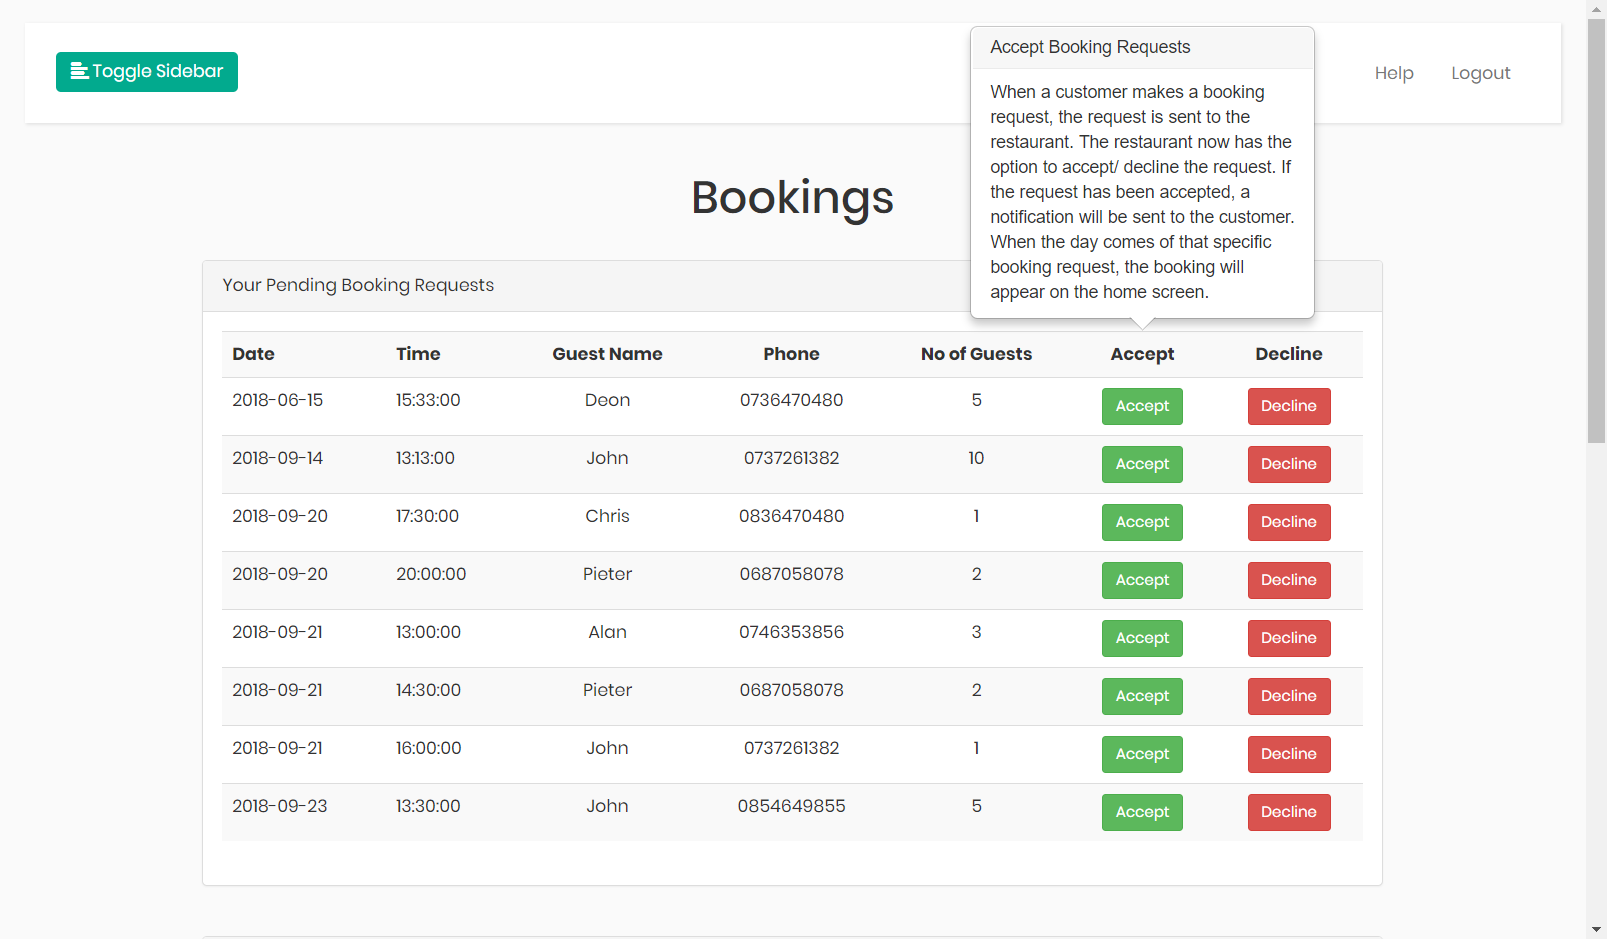 Toggle Sidebar
Help Logout
Accept Booking Requests
When a customer makes a booking
request, the request is sent to the
restaurant. The restaurant now has the
option to accept/ decline the request. If
the request has been accepted, a
notification will be sent to the customer.
When the day comes of that specific
booking request, the booking will
appear on the home screen.
Bookings
Your Pending Booking Requests
Date Time Guest Name Phone No of Guests Accept Decline
2018-06-15 15:33:00 Deon 0736470480 5 Accept Decline
2018-09-14 13:13:00 John 0737261382 10 Accept Decline
2018-09-20 17:30:00 Chris 0836470480 1 Accept Decline
2018-09-20 20:00:00 Pieter 0687058078 2 Accept Decline
2018-09-21 13:00:00 Alan 0746353856 3 Accept Decline
2018-09-21 14:30:00 Pieter 0687058078 2 Accept Decline
2018-09-21 16:00:00 John 0737261382 1 Accept Decline
2018-09-23 13:30:00 John 0854649855 5 Accept Decline